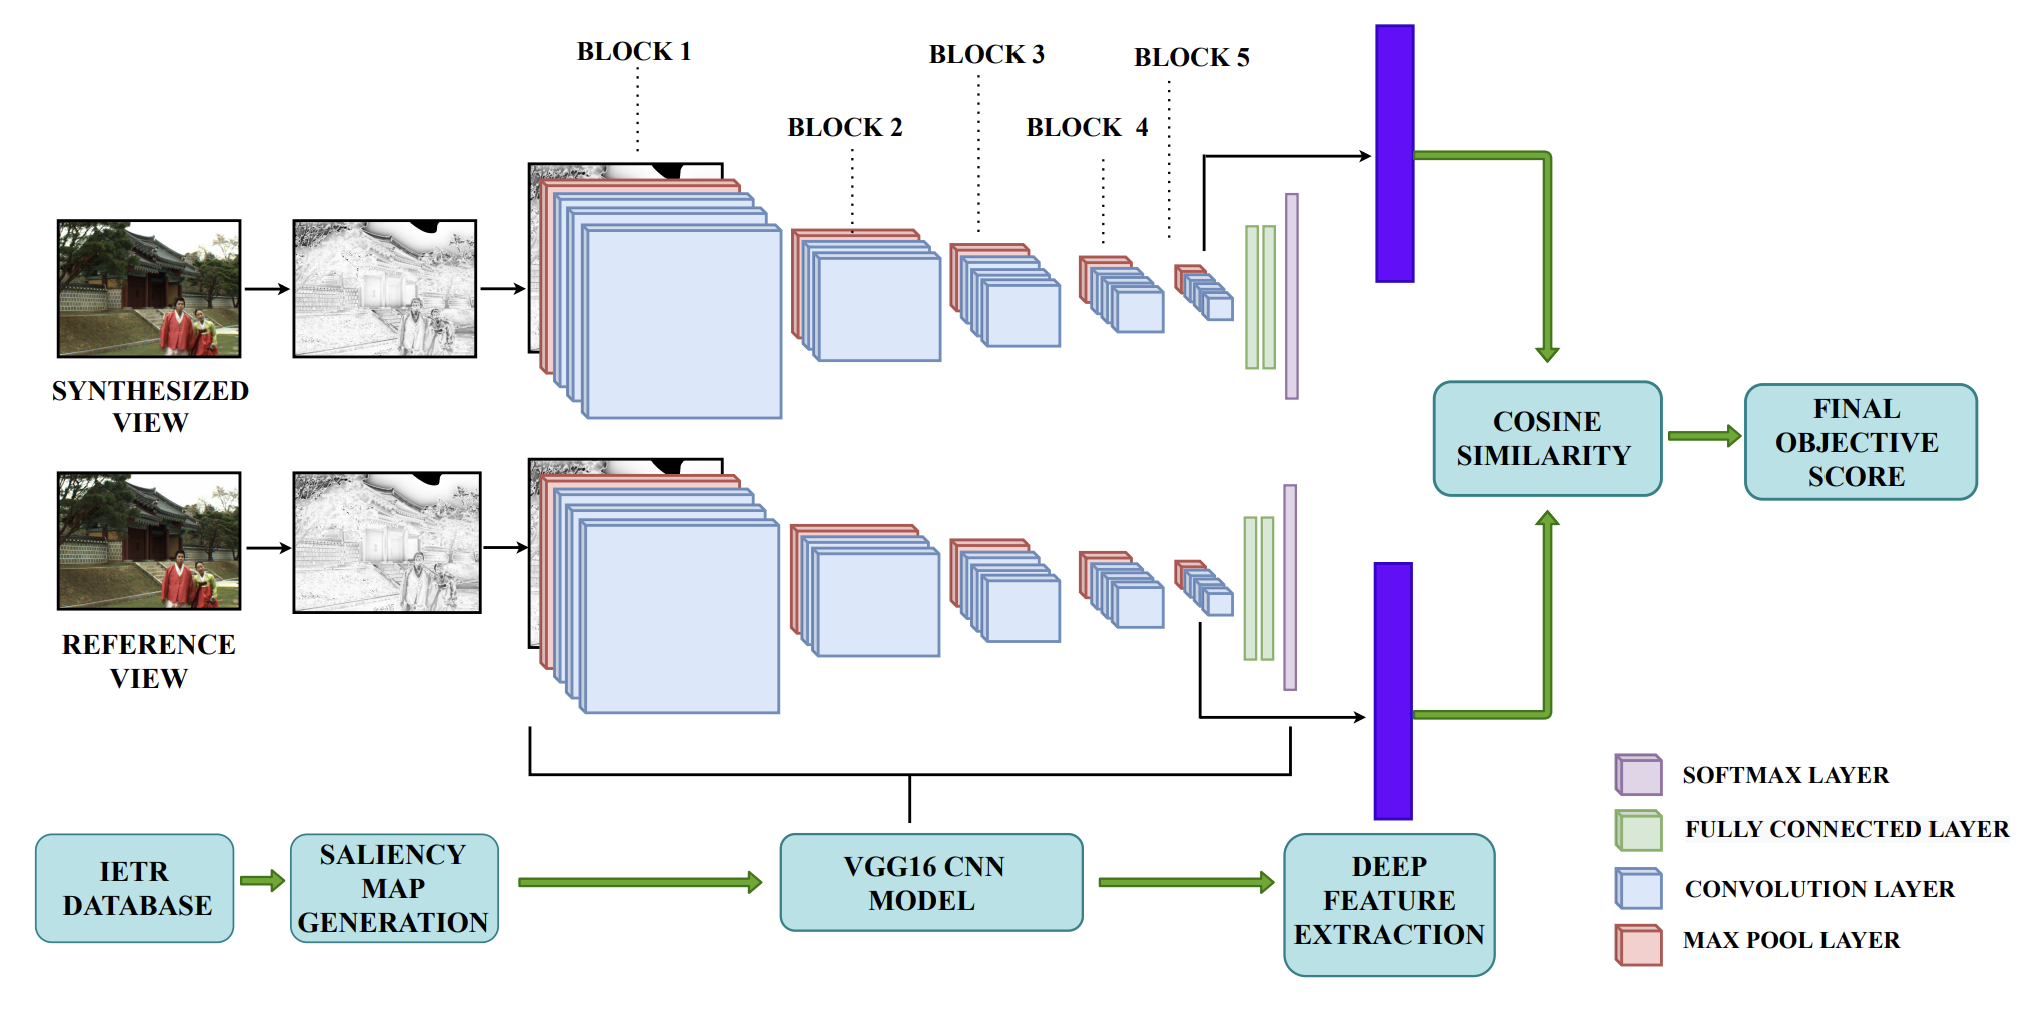 BLOCK 1
BLOCK 2
BLOCK 3
BLOCK 4
BLOCK 5
SYNTHESIZED
VIEW
REFERENCE
VIEW
COSINE
SIMILARITY
FINAL
OBJECTIVE
SCORE
IETR
DATABASE
SALIENCY
MAP
GENERATION
VGG16 CNN
MODEL
DEEP
FEATURE
EXTRACTION
SOFTMAX LAYER
FULLY CONNECTED LAYER
CONVOLUTION LAYER
MAX POOL LAYER